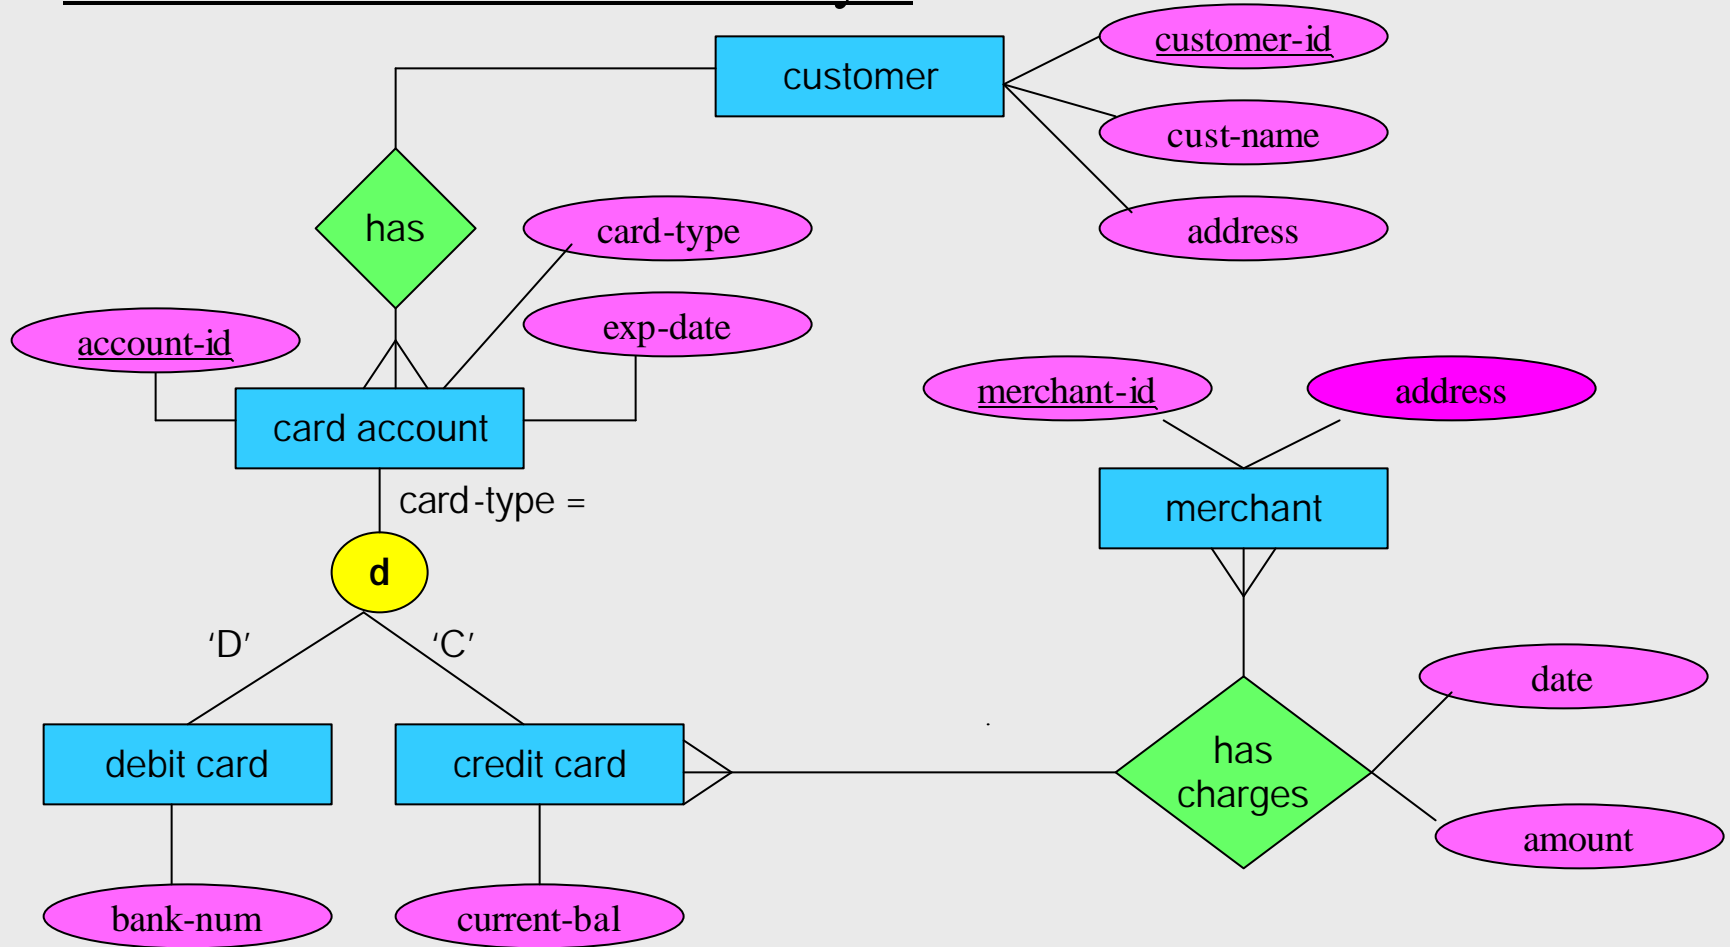 customer
customer-id
cust-name
address
has
card-type
exp-date
account-id
card account
merchant-id
address
merchant
card-type =
d
‘D’
‘C’
debit card
credit card
has
charges
date
amount
bank-num
current-bal